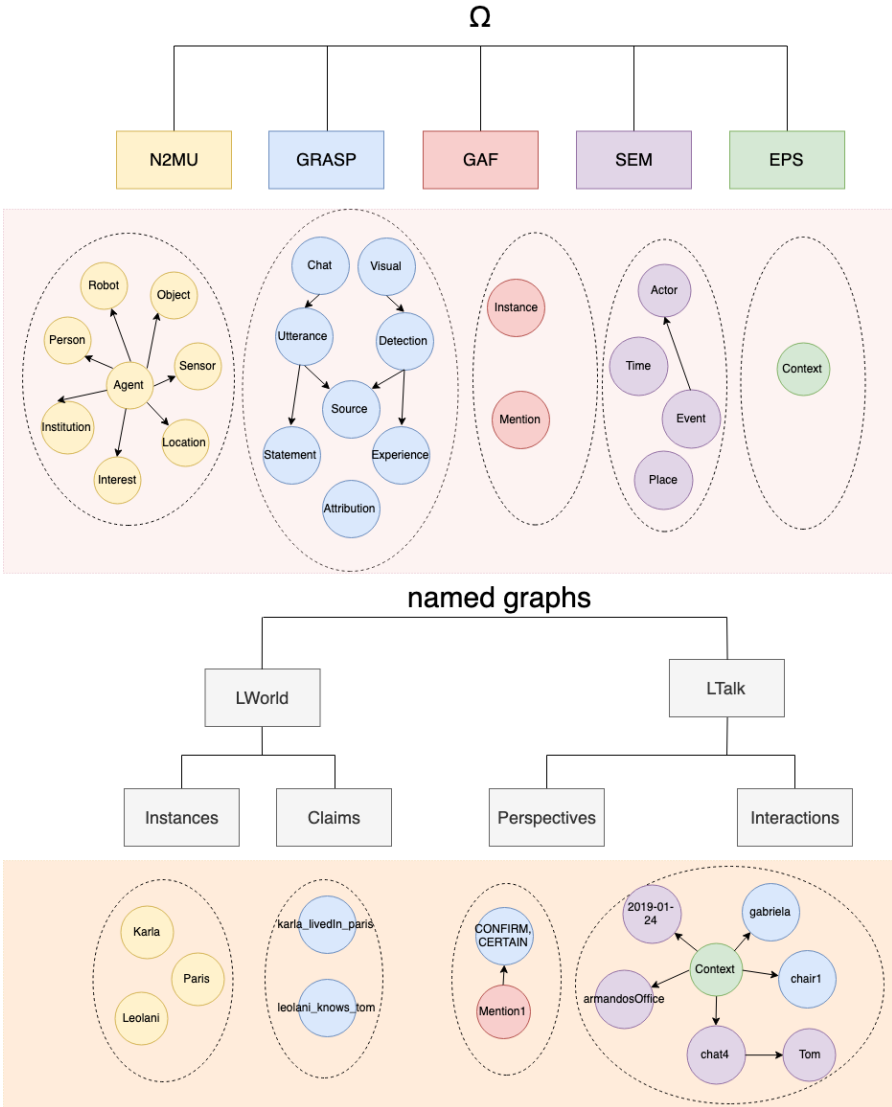 Ω
N2MU
GRASP
GAF
SEM
EPS
Chat
Visual
Robot
Object
Instance
Actor
Person
Utterance
Detection
Sensor
Time
Context
Agent
Source
Institution
Location
Mention
Event
Statement
Experience
Interest
Place
Attribution
named graphs
LWorld
LTalk
Instances
Claims
Perspectives
Interactions
Karla
karla_livedIn_paris
CONFIRM,
CERTAIN
2019-01-
24
gabriela
Paris
Context
chair1
Leolani
leolani_knows_tom
Mention1
armandosOffice
chat4
Tom